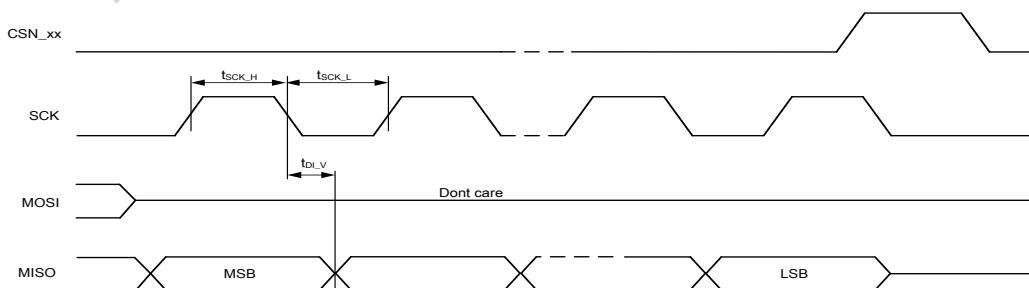 CSN_xx
tSCK_H tSCK_L
SCK
tDI_V
MOSI Dont care
MISO MSB LSB